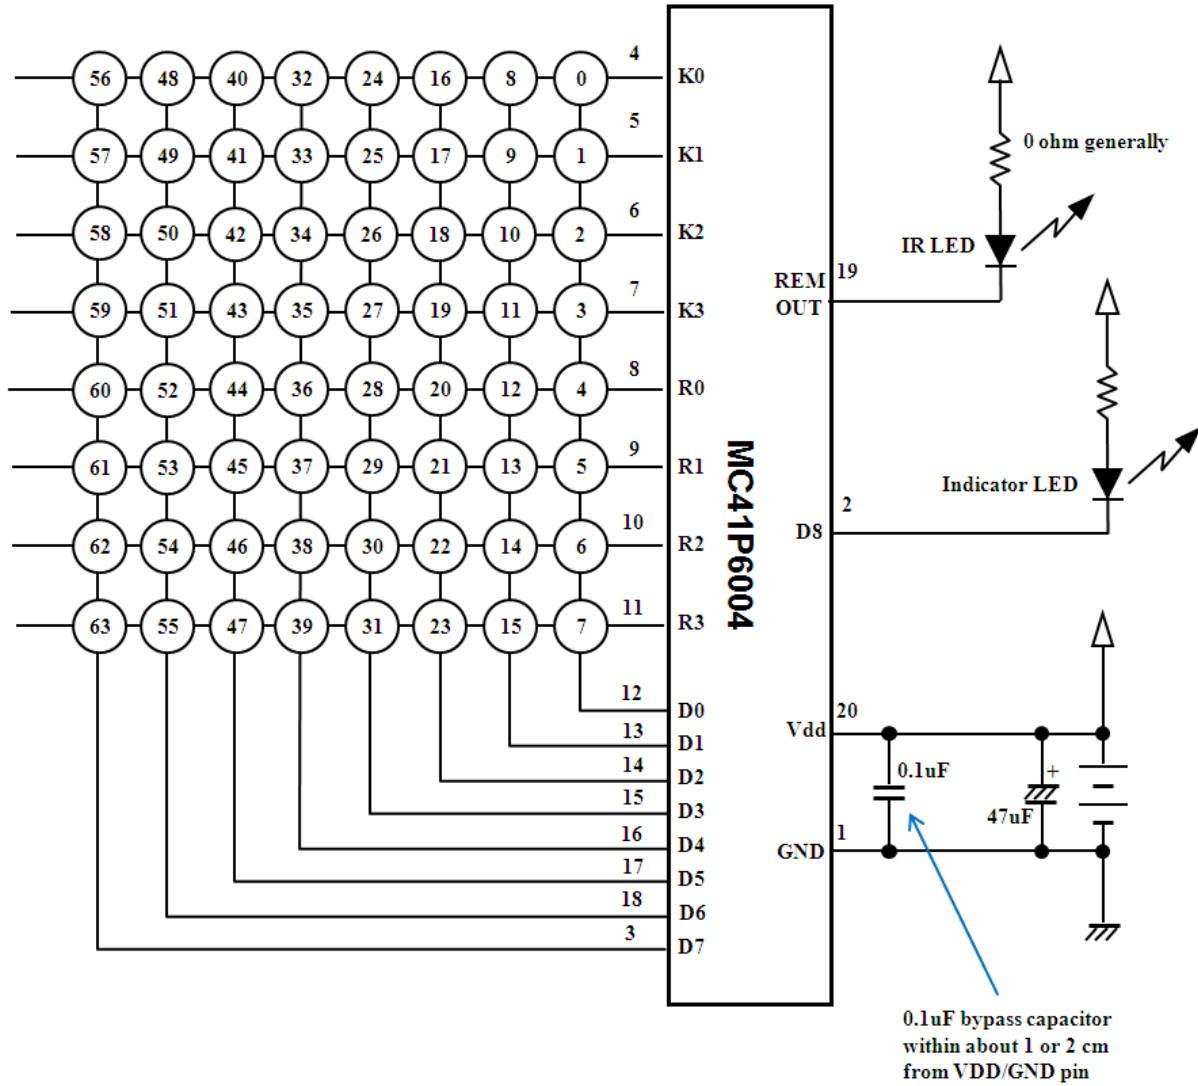 4
56 48 40 32 24 16 8 0 K0
5
57 49 41 33 25 17 9 1 K1
6
58 50 42 34 26 18 10 2 K2
7
59 51 43 35 27 19 11 3 K3
8
60 52 44 36 28 20 12 4 R0
9
61 53 45 37 29 21 13 5 R1
10
62 54 46 38 30 22 14 6 R2
11
63 55 47 39 31 23 15 7 R3
12
D0
13
D1
14
D2
15
D3
16
D4
17
D5
18
D6
3
D7
MC41P6004
0 ohm generally
IR LED
19
REM
OUT
Indicator LED
2
D8
20
Vdd
0.1uF
+
47uF
1
GND
0.1uF bypass capacitor
within about 1 or 2 cm
from VDD/GND pin